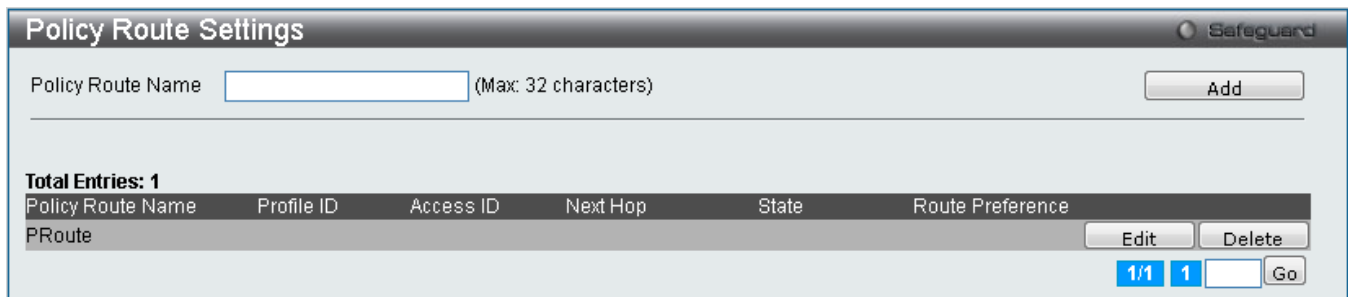 Policy Route Settings Safeguard
Policy Route Name (Max: 32 characters) Add
Total Entries: 1
Policy Route Name Profile ID Access ID Next Hop State Route Preference
PRoute Edit Delete
1/1 1 Go